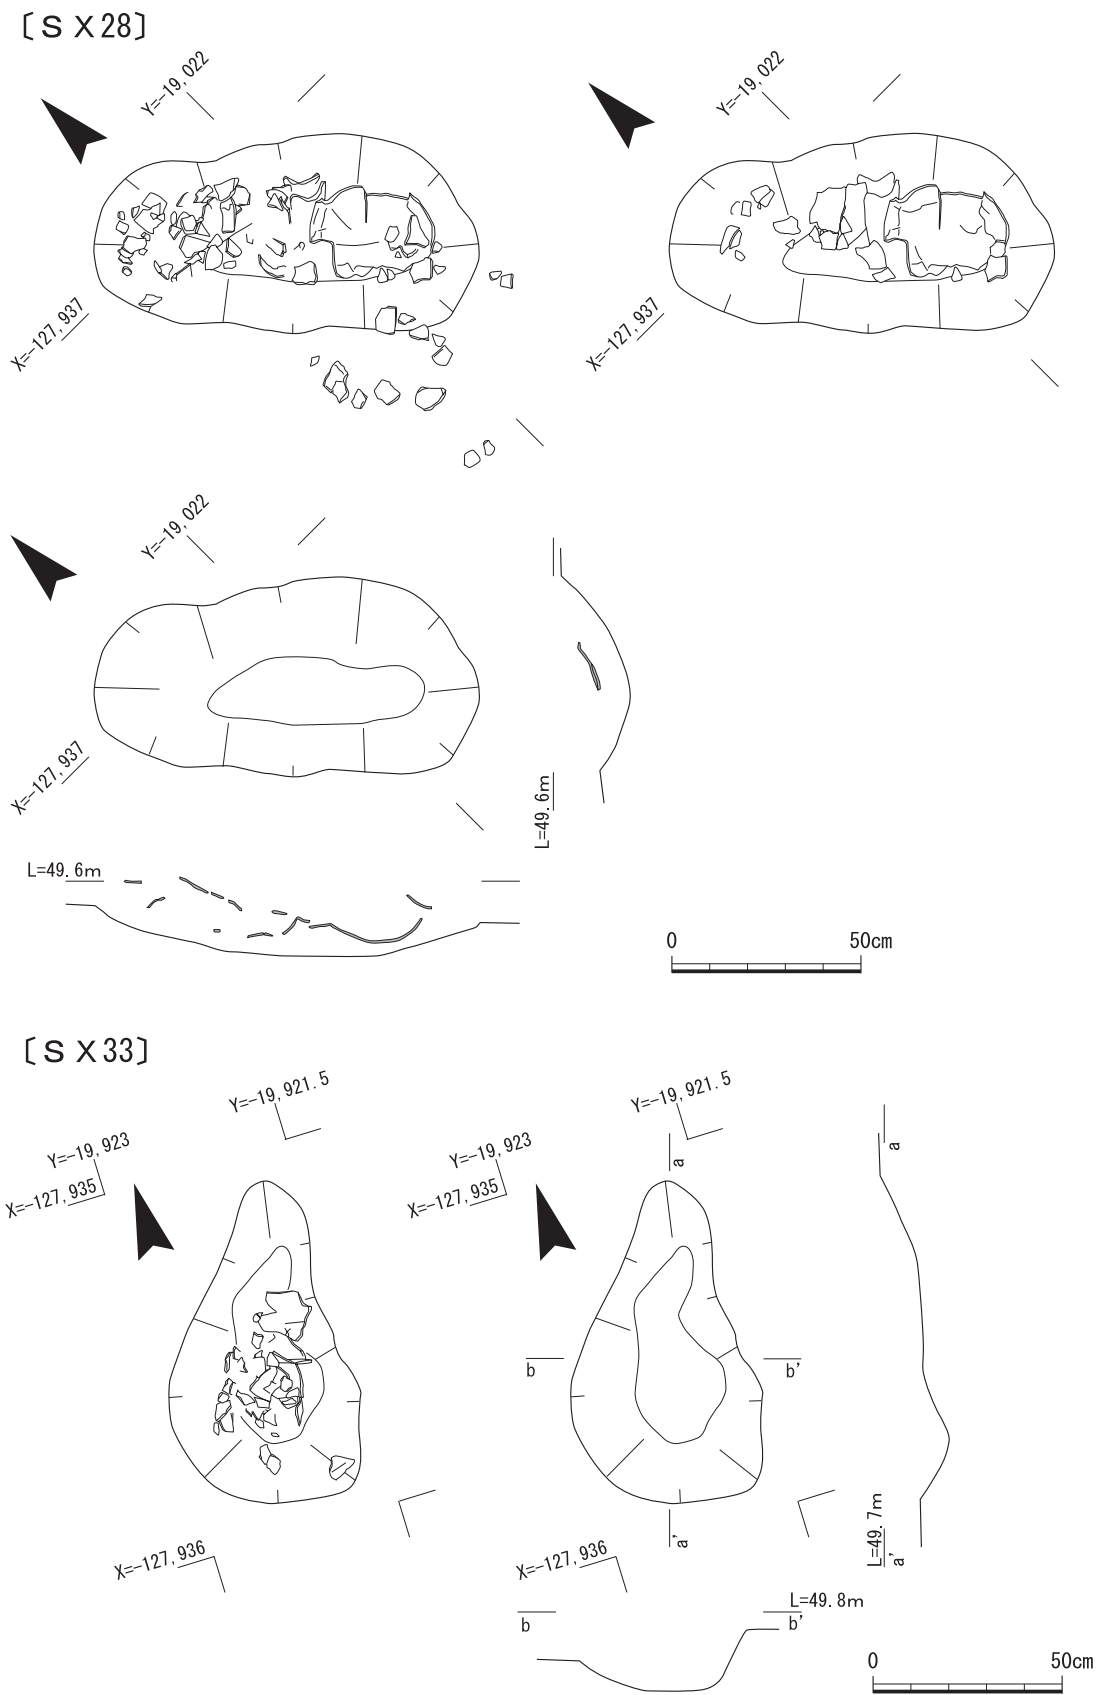 〔ＳＸ28〕
Y=-19,022
Y=-19,022
X=-127,937
X=-127,937
Y=-19,022
X=-127,937
L=49.6m
L=49.6m
0 50cm
〔ＳＸ33〕
Y=-19,921.5
Y=-19,923
X=-127,935
X=-127,936
Y=-19,921.5
Y=-19,923
X=-127,935
a
b b'
a'
X=-127,936
a
L=49.7m
a'
L=49.8m
b b'
0 50cm